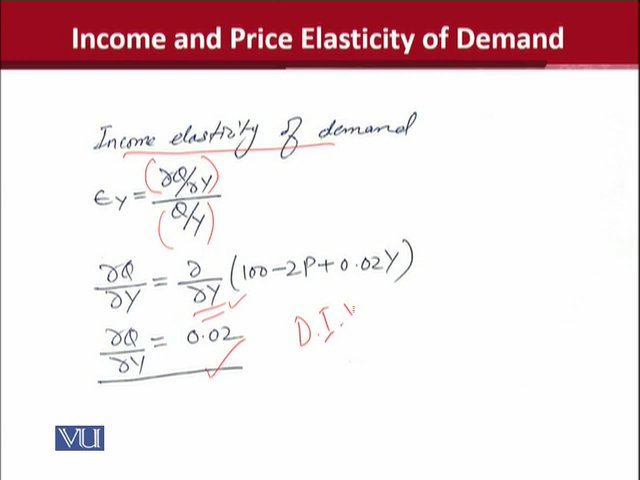 Income and Price Elasticity of Demand
Income elasticity of demand
ϵY = (∂Q/∂Y) / (Q/Y)
∂Q/∂Y = ∂/∂Y (100 - 2P + 0.02Y)
∂Q/∂Y = 0.02
D.I.
VU